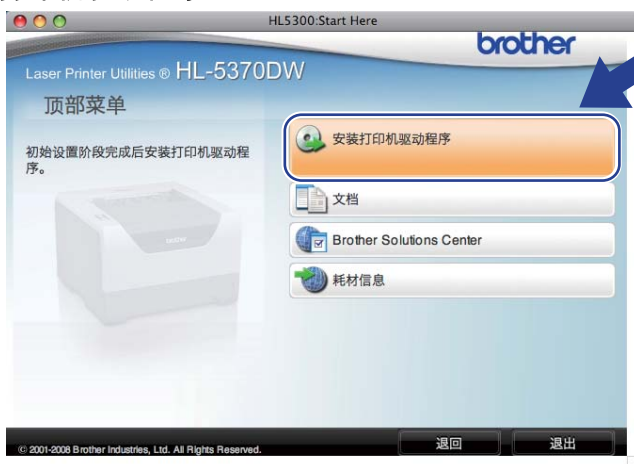 HL5300:Start Here
brother
Laser Printer Utilities ® HL-5370DW
顶部菜单
初始设置阶段完成后安装打印机驱动程
序。
安装打印机驱动程序
文档
Brother Solutions Center
耗材信息
© 2001-2008 Brother Industries, Ltd. All Rights Reserved.
退回
退出